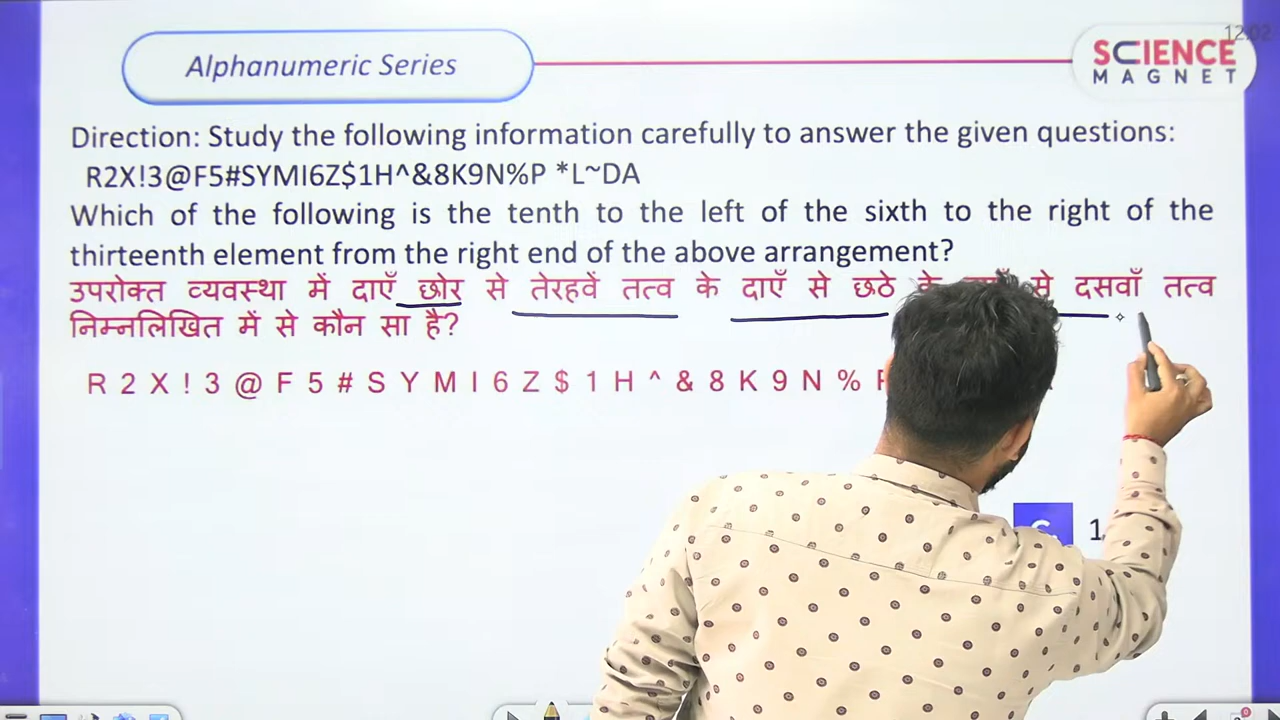 12:02
Alphanumeric Series
SCIENCE
MAGNET
Direction: Study the following information carefully to answer the given questions:
R2X!3@F5#SYMI6Z$1H^&8K9N%P *L~DA
Which of the following is the tenth to the left of the sixth to the right of the
thirteenth element from the right end of the above arrangement?
उपरोक्त व्यवस्था में दाएँ छोर से तेरहवें तत्व के दाएँ से छठे से दसवाँ तत्व
निम्नलिखित में से कौन सा है?
R 2 X ! 3 @ F 5 # S Y M I 6 Z $ 1 H ^ & 8 K 9 N %